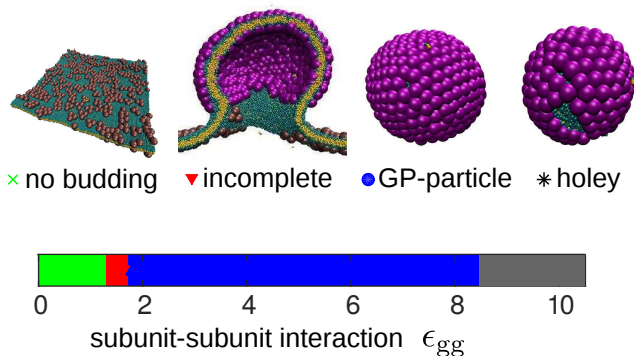 × no budding ▼ incomplete ● GP-particle ✳ holey
0 2 4 6 8 10
subunit-subunit interaction ϵgg